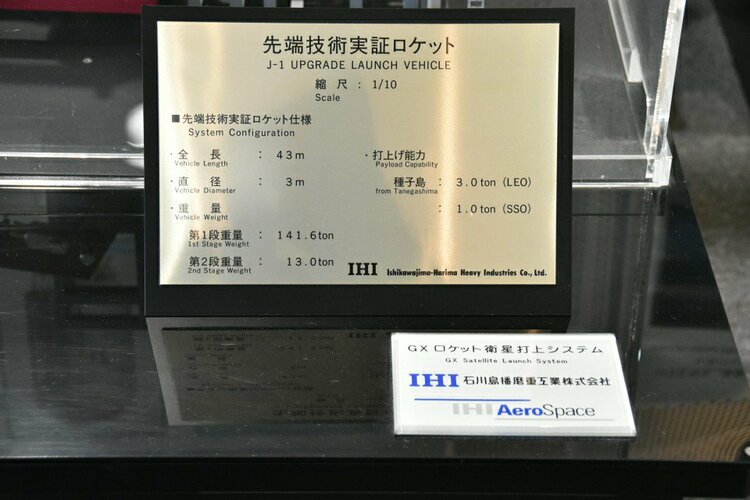 先端技術実証ロケット
J-1 UPGRADE LAUNCH VEHICLE
縮 尺 : 1/10
Scale
■先端技術実証ロケット仕様
System Configuration
・全 長 : 43m
Vehicle Length
・直 径 : 3m
Vehicle Diameter
・重 量
Vehicle Weight
第1段重量 : 141.6ton
1st Stage Weight
第2段重量 : 13.0ton
2nd Stage Weight
・打上げ能力
Payload Capability
種子島 : 3.0ton (LEO)
from Tanegashima
: 1.0ton (SSO)
IHI Ishikawajima-Harima Heavy Industries Co., Ltd.
GXロケット衛星打上システム
GX Satellite Launch System
IHI 石川島播磨重工業株式会社
IHI AeroSpace